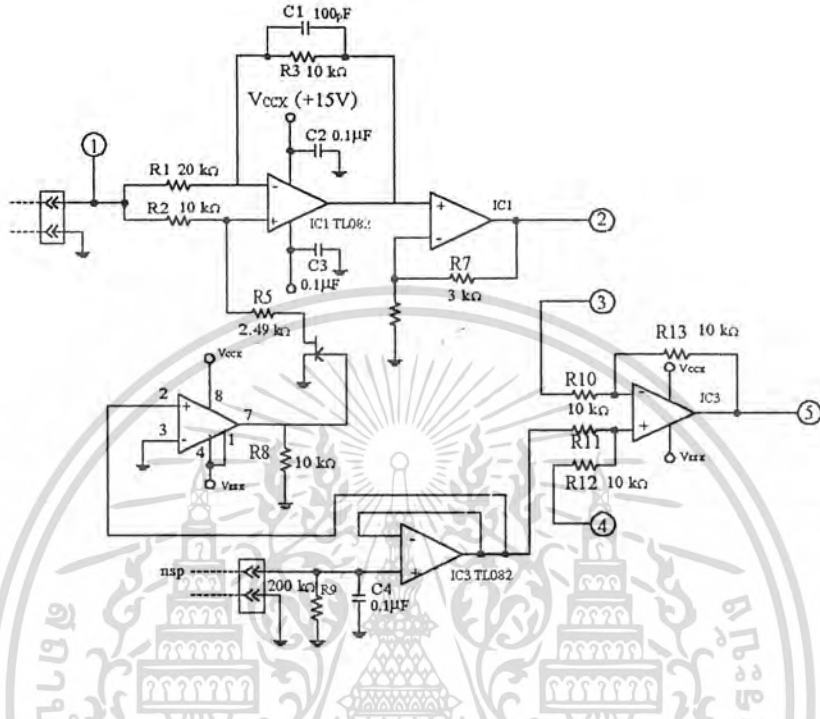 C1 100pF
R3 10 kΩ
Vccx (+15V)
C2 0.1µF
1
R1 20 kΩ
R2 10 kΩ
-
+
IC1 TL082
C3
0.1µF
IC1
+
-
2
R7
3 kΩ
R5
2.49 kΩ
3
R13 10 kΩ
Vccx
IC3
R10
10 kΩ
-
+
5
R11
R12 10 kΩ
4
Vccx
8
2
+
7
3
-
4
1
R8
10 kΩ
-
+
IC3 TL082
nsp
200 kΩ
R9
C4
0.1µF